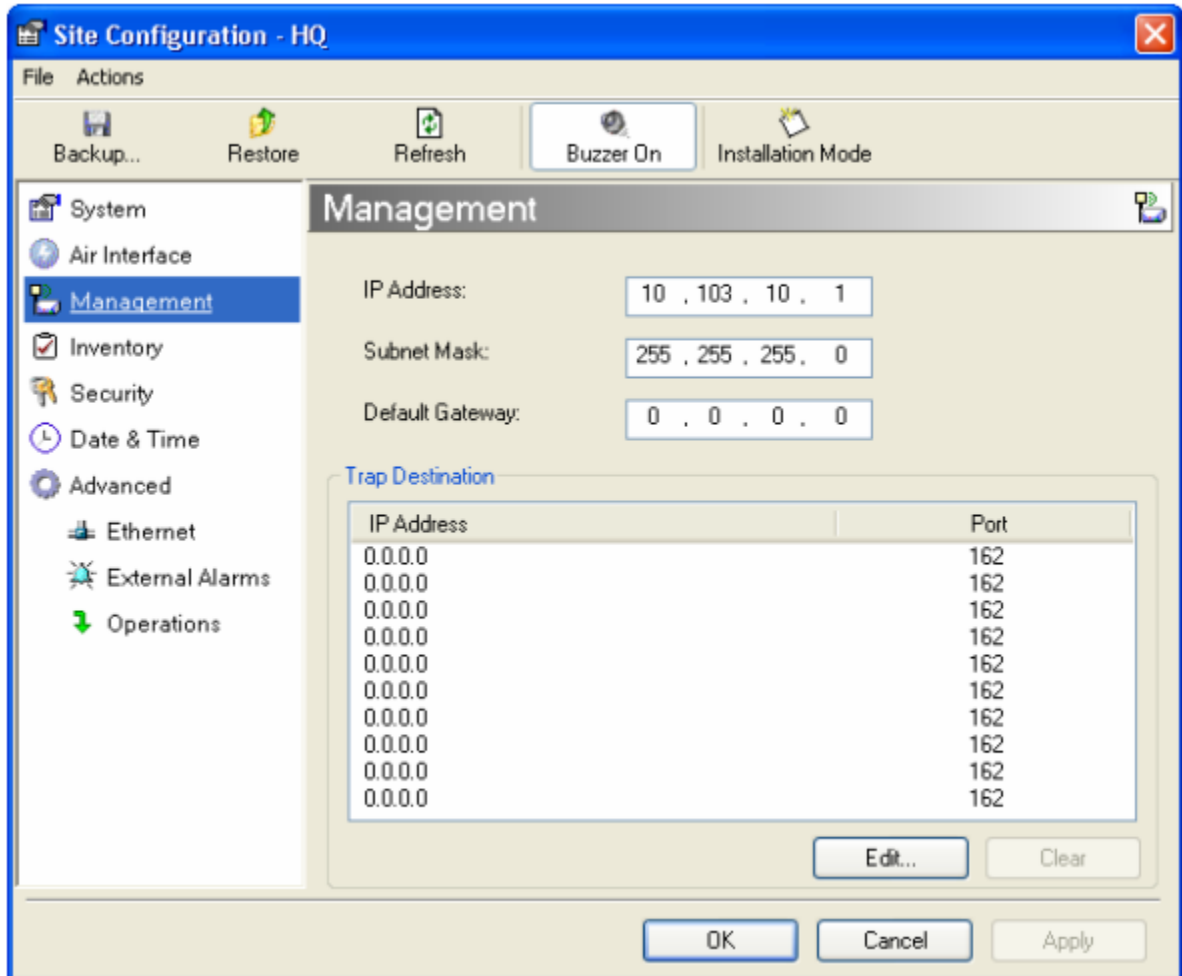 Site Configuration - HQ
File Actions
Backup... Restore Refresh Buzzer On Installation Mode
System
Air Interface
Management
Inventory
Security
Date & Time
Advanced
Ethernet
External Alarms
Operations
Management
IP Address: 10 . 103 . 10 . 1
Subnet Mask: 255 . 255 . 255 . 0
Default Gateway: 0 . 0 . 0 . 0
Trap Destination
IP Address Port
0.0.0.0 162
0.0.0.0 162
0.0.0.0 162
0.0.0.0 162
0.0.0.0 162
0.0.0.0 162
0.0.0.0 162
0.0.0.0 162
0.0.0.0 162
0.0.0.0 162
Edit... Clear
OK Cancel Apply